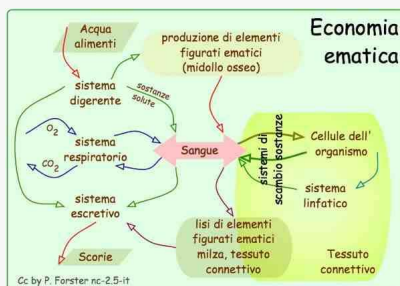 Economia
ematica
Acqua
alimenti
produzione di elementi
figurati ematici
(midollo osseo)
sistema
digerente
sostanze
solute
O2
CO2
sistema
respiratorio
Sangue
sistemi di
scambio sostanze
Cellule dell'
organismo
sistema
linfatico
sistema
escretivo
lisi di elementi
figurati ematici
milza, tessuto
connettivo
Tessuto
connettivo
Scorie
Cc by P. Forster nc-2,5-it